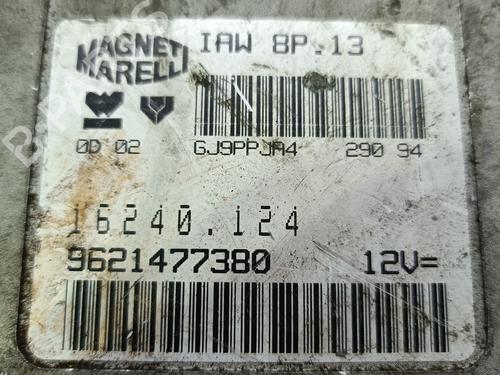 MAGNETI MARELLI
IAW 8P.13
0D 02
GJ9PPJA4
290 94
16240.124
9621477380
12V=